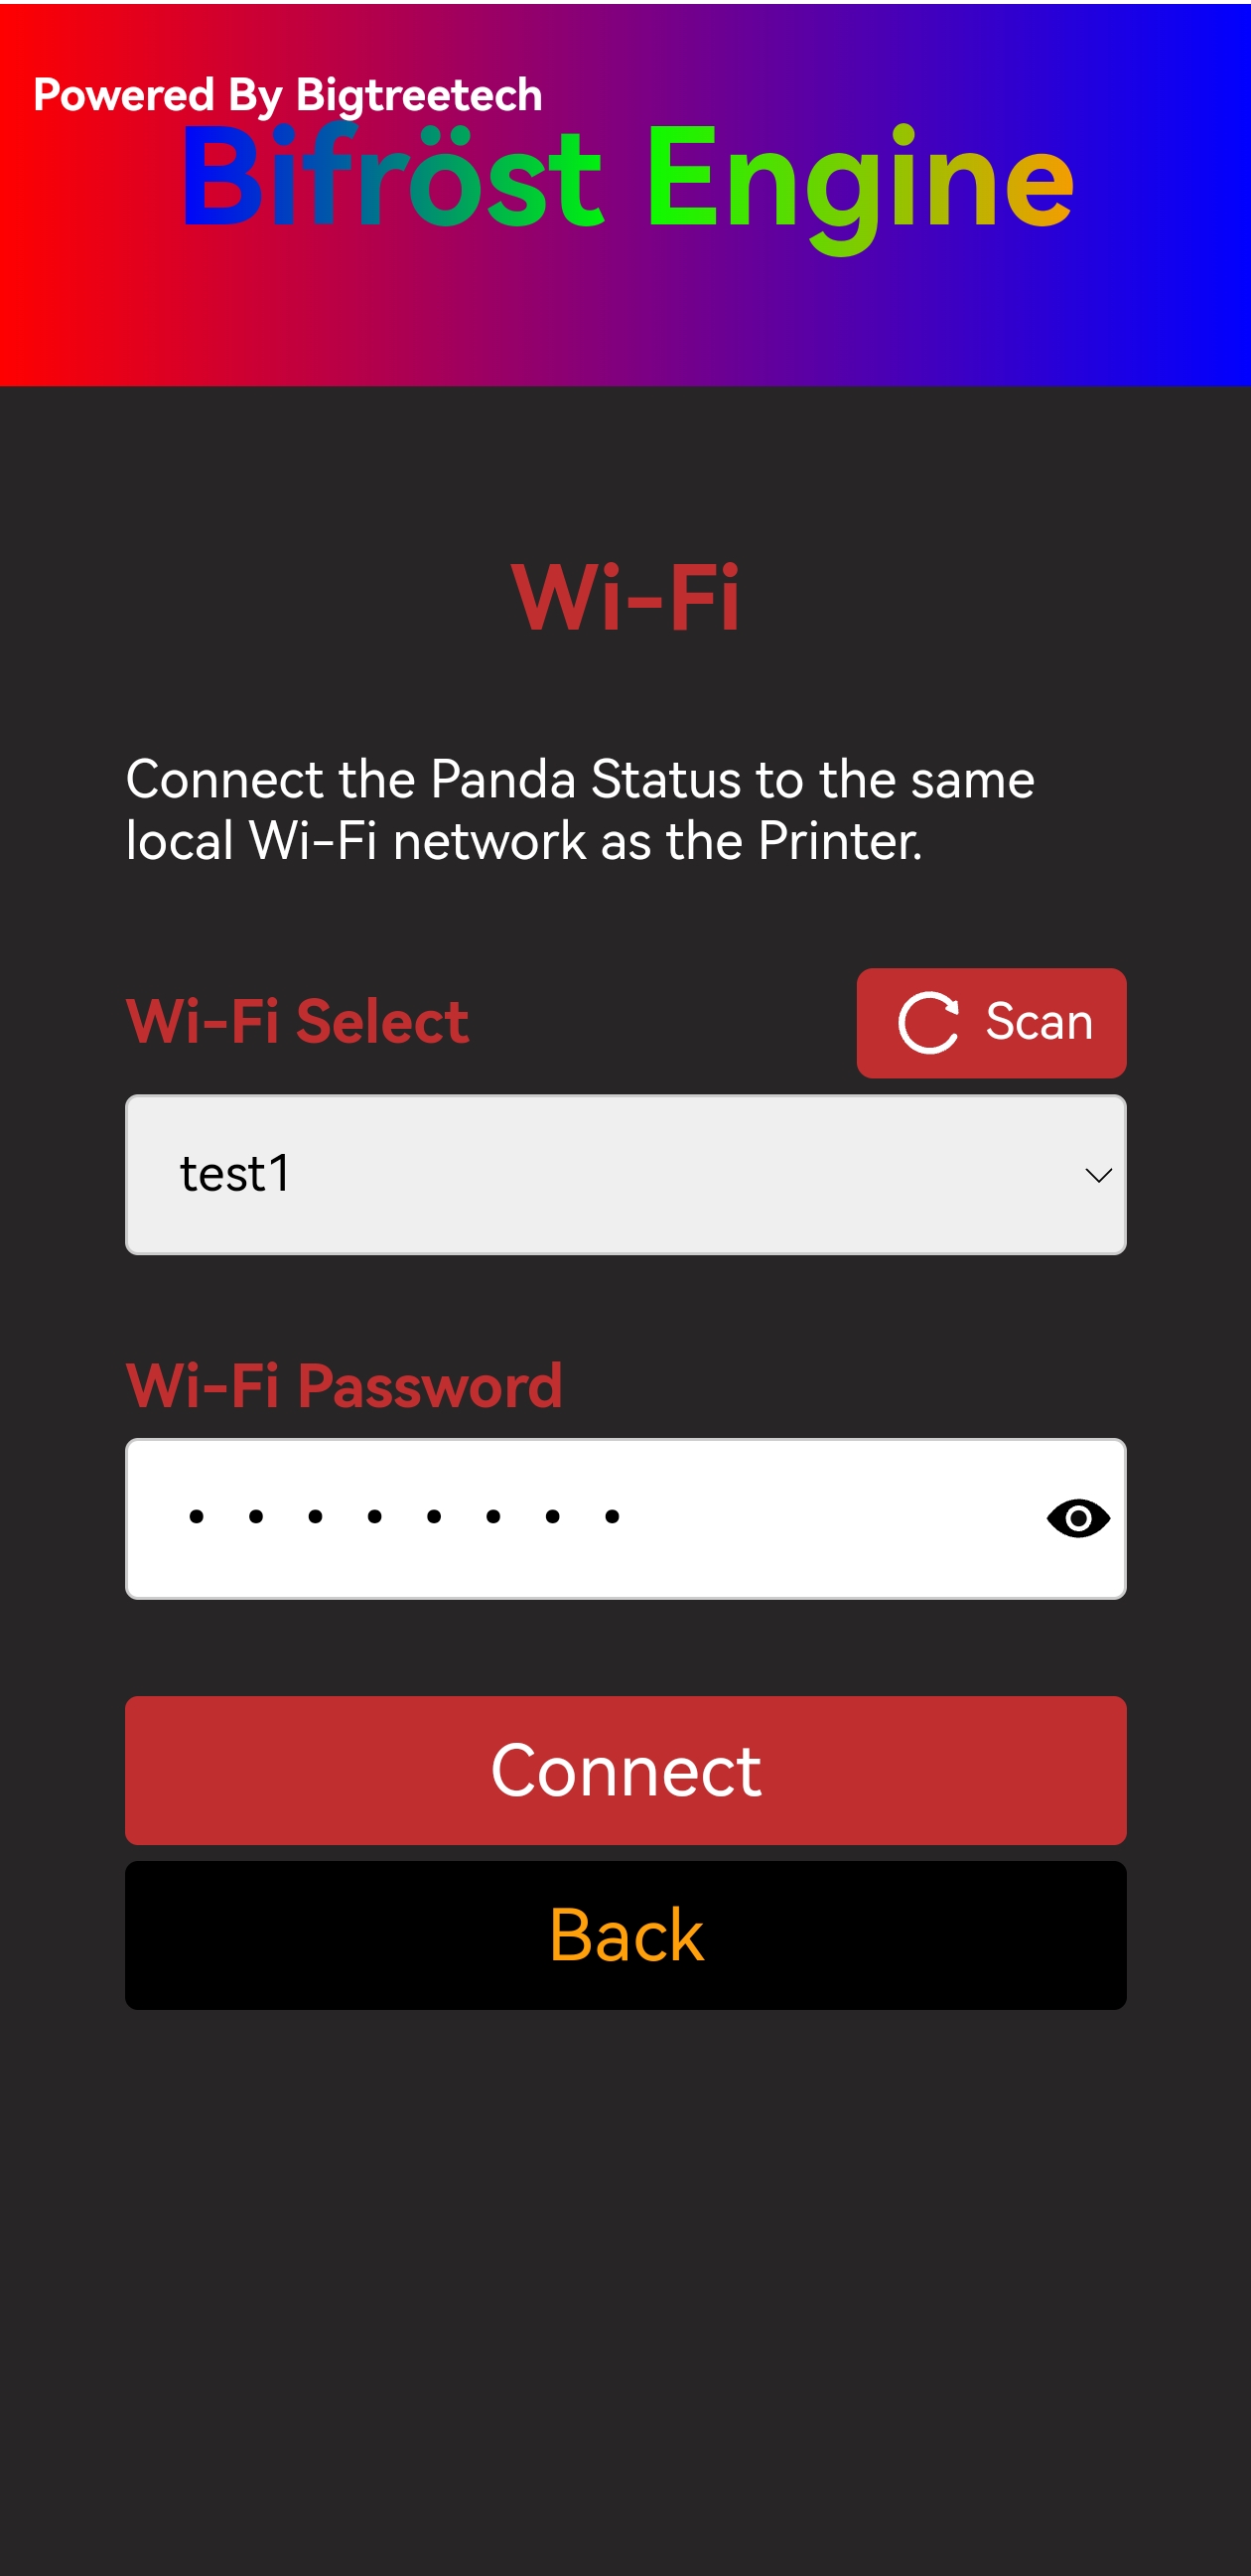 Powered By Bigtreetech
Bifröst Engine
Wi-Fi
Connect the Panda Status to the same
local Wi-Fi network as the Printer.
Wi-Fi Select
Scan
test1
Wi-Fi Password
Connect
Back